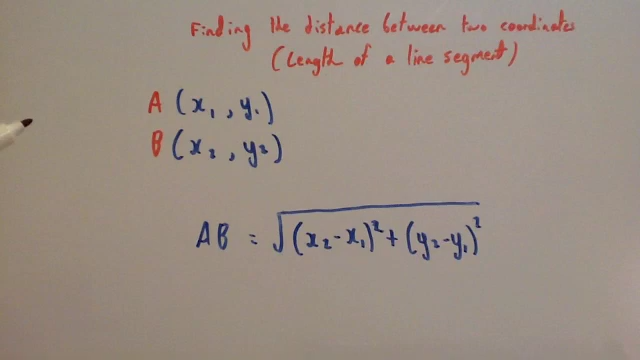 Finding the distance between two coordinates
(Length of a line segment)
A (x₁, y₁)
B (x₂, y₂)
AB = √(x₂-x₁)² + (y₂-y₁)²